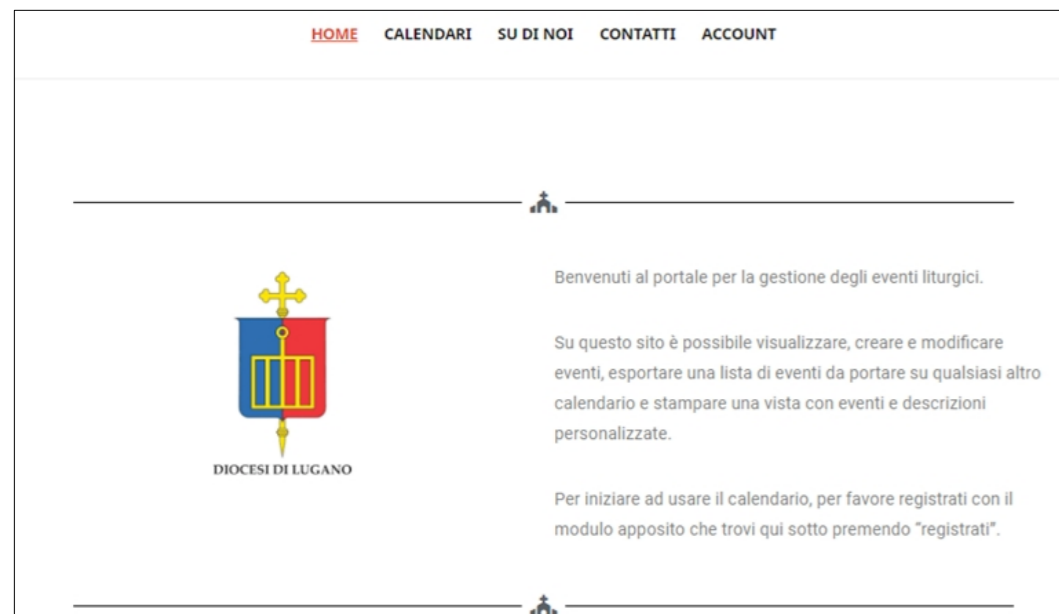 HOME CALENDARI SU DI NOI CONTATTI ACCOUNT
Benvenuti al portale per la gestione degli eventi liturgici.
Su questo sito è possibile visualizzare, creare e modificare
eventi, esportare una lista di eventi da portare su qualsiasi altro
calendario e stampare una vista con eventi e descrizioni
personalizzate.
Per iniziare ad usare il calendario, per favore registrati con il
modulo apposito che trovi qui sotto premendo “registrati”.
DIOCESI DI LUGANO